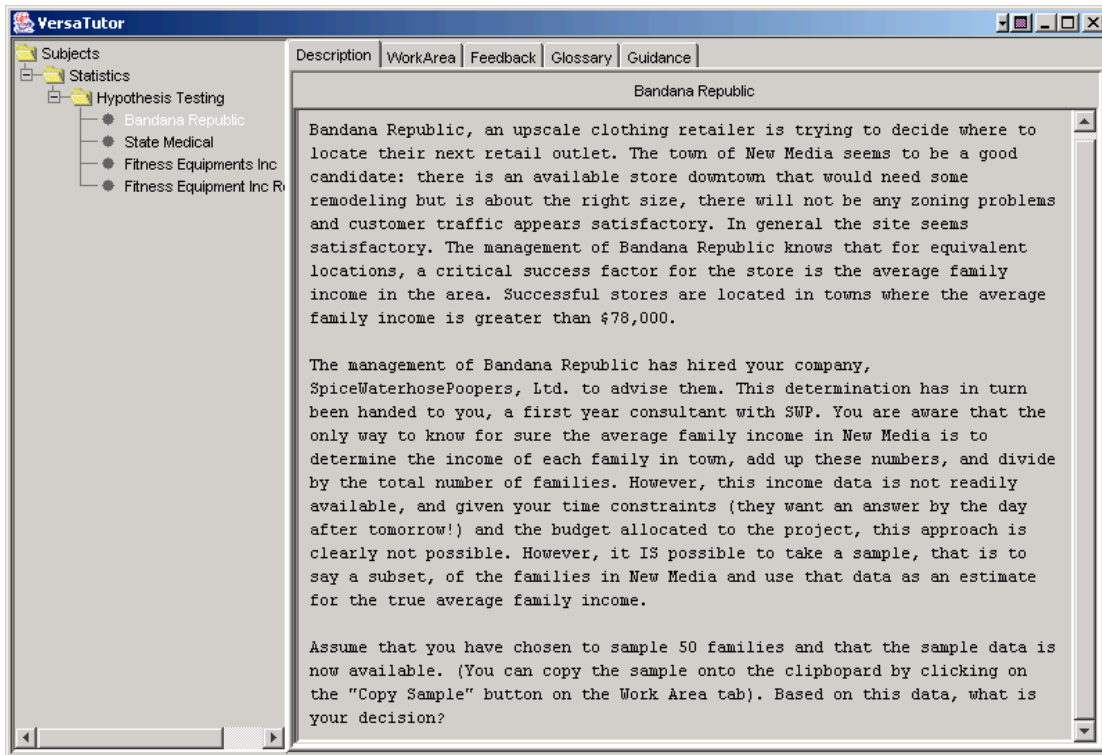 VersaTutor
Subjects
Statistics
Hypothesis Testing
Bandana Republic
State Medical
Fitness Equipments Inc
Fitness Equipment Inc R
Description WorkArea Feedback Glossary Guidance
Bandana Republic
Bandana Republic, an upscale clothing retailer is trying to decide where to
locate their next retail outlet. The town of New Media seems to be a good
candidate: there is an available store downtown that would need some
remodeling but is about the right size, there will not be any zoning problems
and customer traffic appears satisfactory. In general the site seems
satisfactory. The management of Bandana Republic knows that for equivalent
locations, a critical success factor for the store is the average family
income in the area. Successful stores are located in towns where the average
family income is greater than $78,000.
The management of Bandana Republic has hired your company,
SpiceWaterhosePoopers, Ltd. to advise them. This determination has in turn
been handed to you, a first year consultant with SWP. You are aware that the
only way to know for sure the average family income in New Media is to
determine the income of each family in town, add up these numbers, and divide
by the total number of families. However, this income data is not readily
available, and given your time constraints (they want an answer by the day
after tomorrow!) and the budget allocated to the project, this approach is
clearly not possible. However, it IS possible to take a sample, that is to
say a subset, of the families in New Media and use that data as an estimate
for the true average family income.
Assume that you have chosen to sample 50 families and that the sample data is
now available. (You can copy the sample onto the clipbopard by clicking on
the "Copy Sample" button on the Work Area tab). Based on this data, what is
your decision?